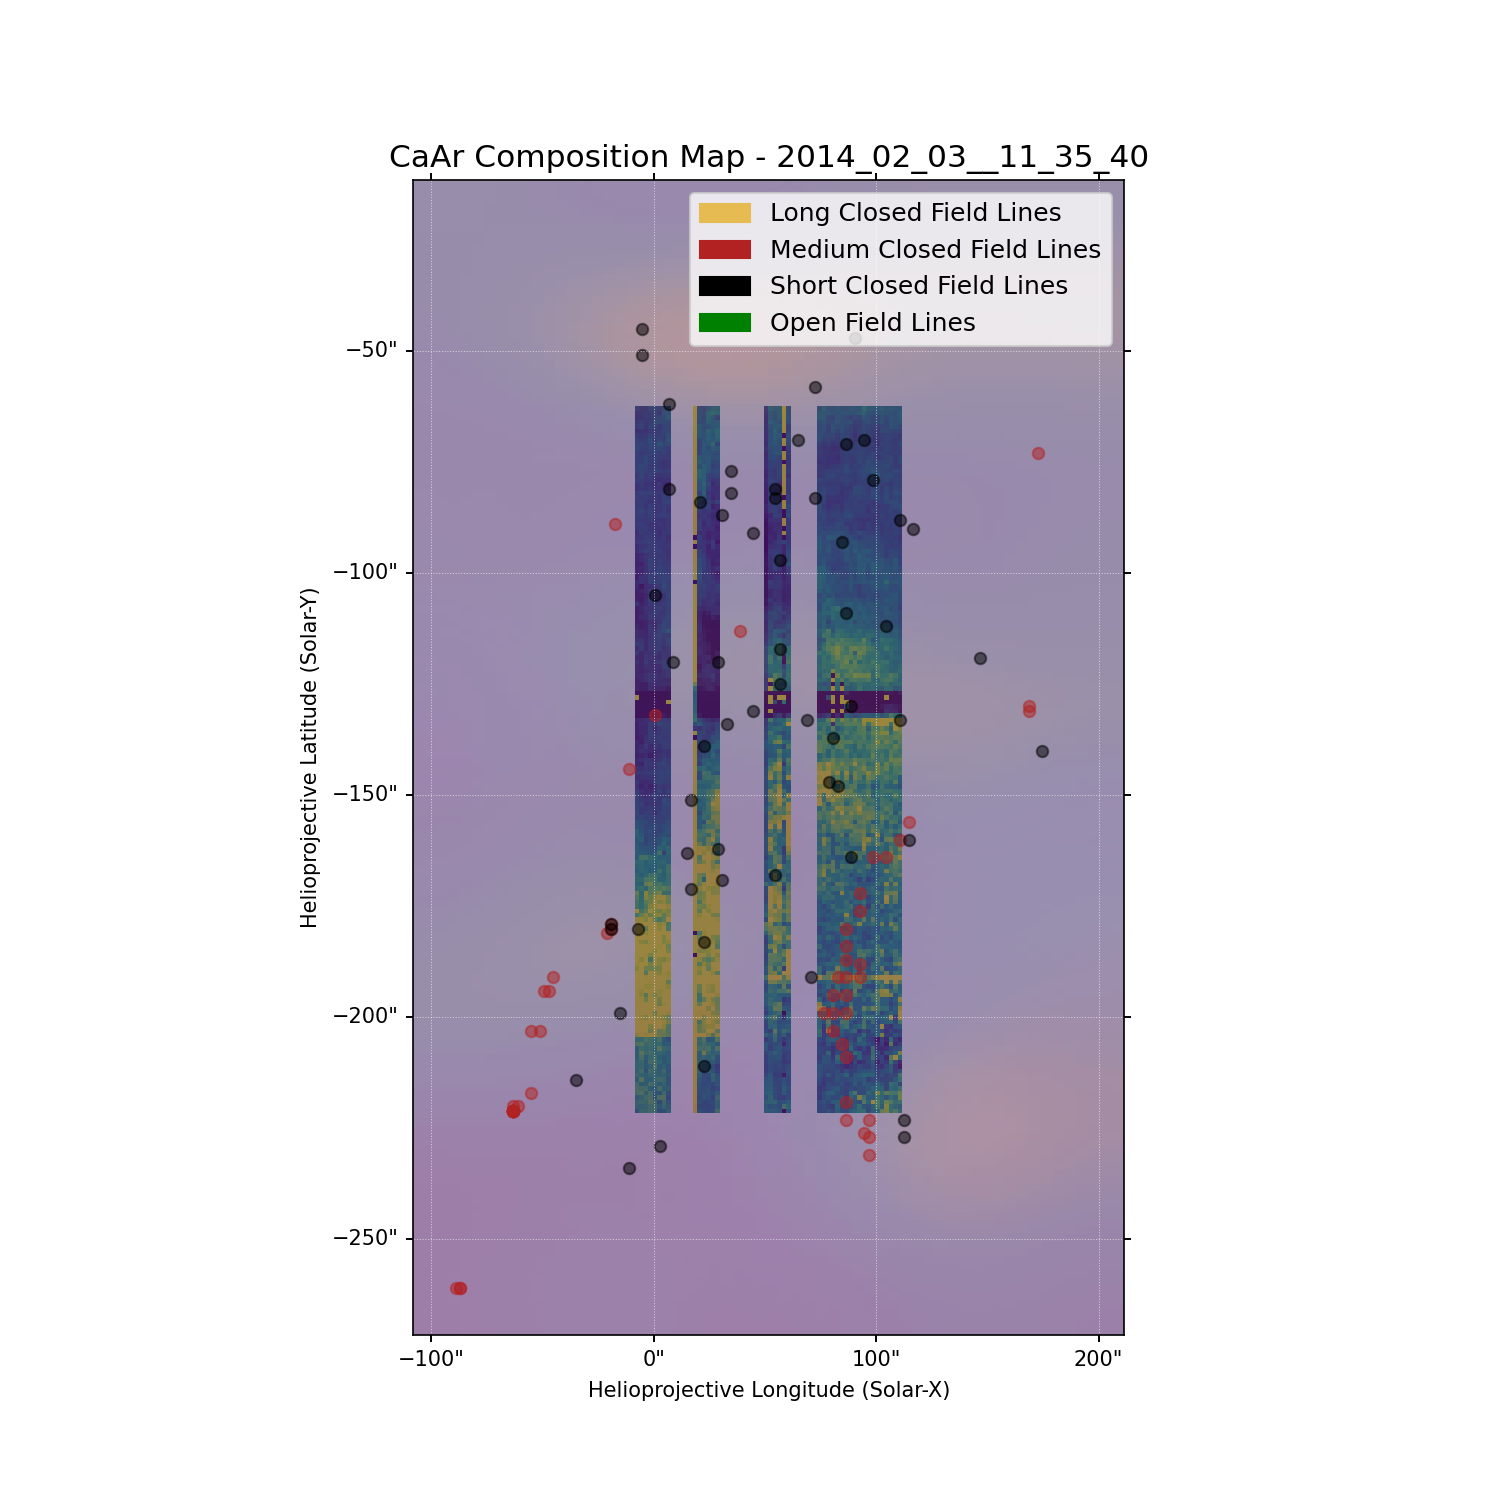 CaAr Composition Map - 2014_02_03__11_35_40
Long Closed Field Lines
Medium Closed Field Lines
Short Closed Field Lines
Open Field Lines
−50"
−100"
−150"
−200"
−250"
Helioprojective Latitude (Solar-Y)
−100"
0"
100"
200"
Helioprojective Longitude (Solar-X)